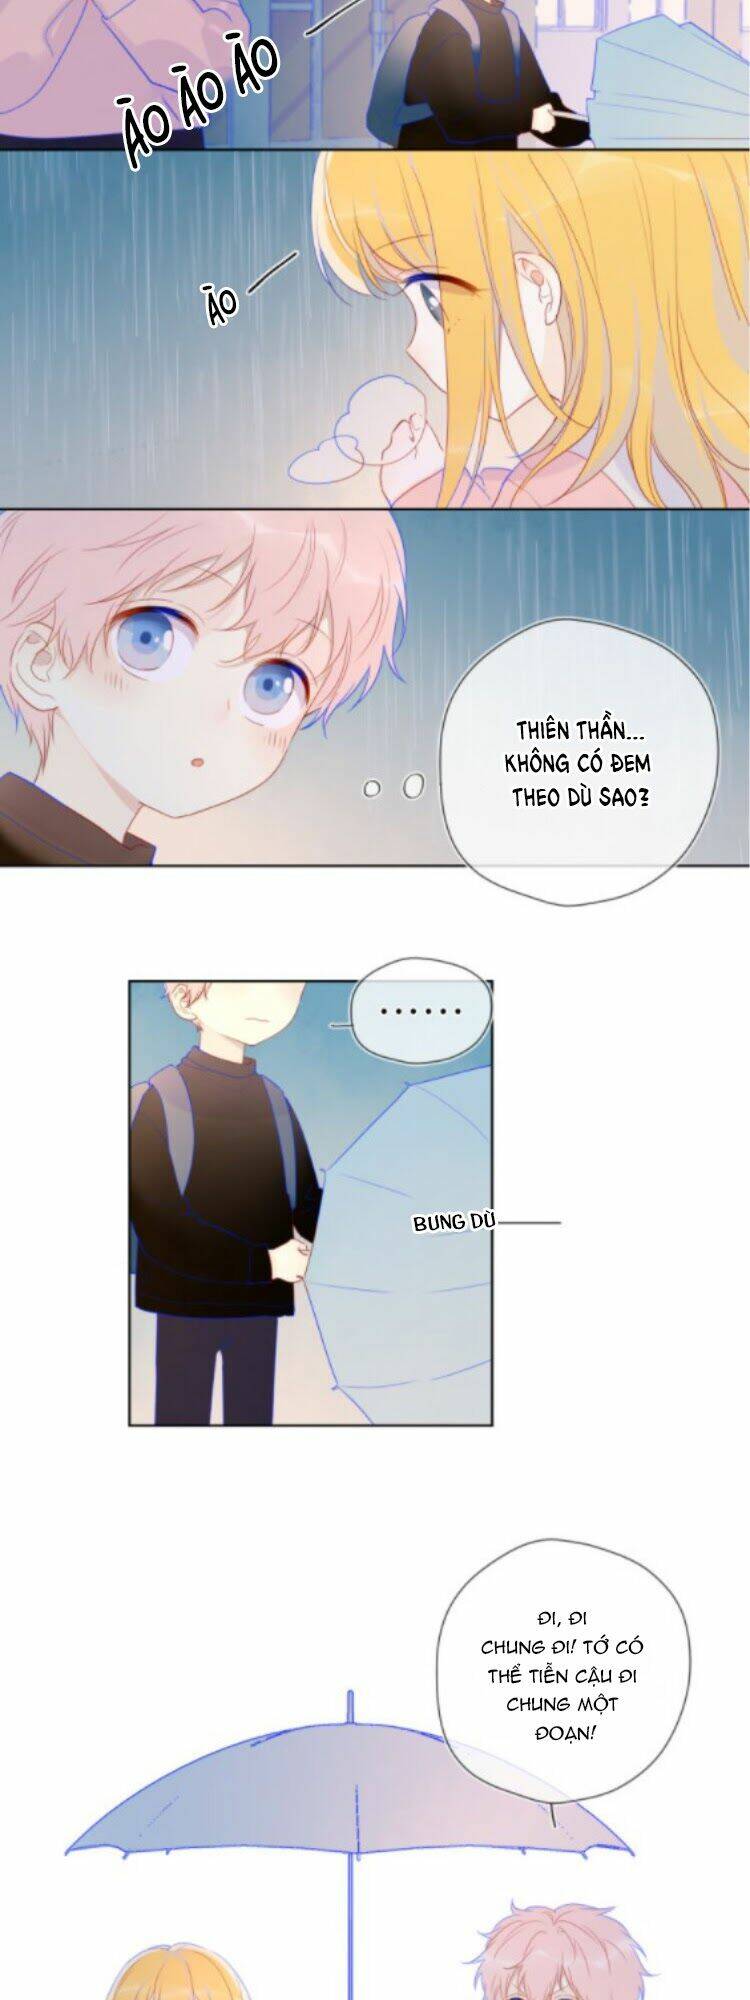 ÀO ÀO ÀO
ÀO
THIÊN THẦN...
KHÔNG CÓ ĐEM
THEO DÙ SAO?
......
BUNG DÙ
ĐI, ĐI
CHUNG ĐI! TỚ CÓ
THỂ TIỄN CẬU ĐI
CHUNG MỘT
ĐOẠN!